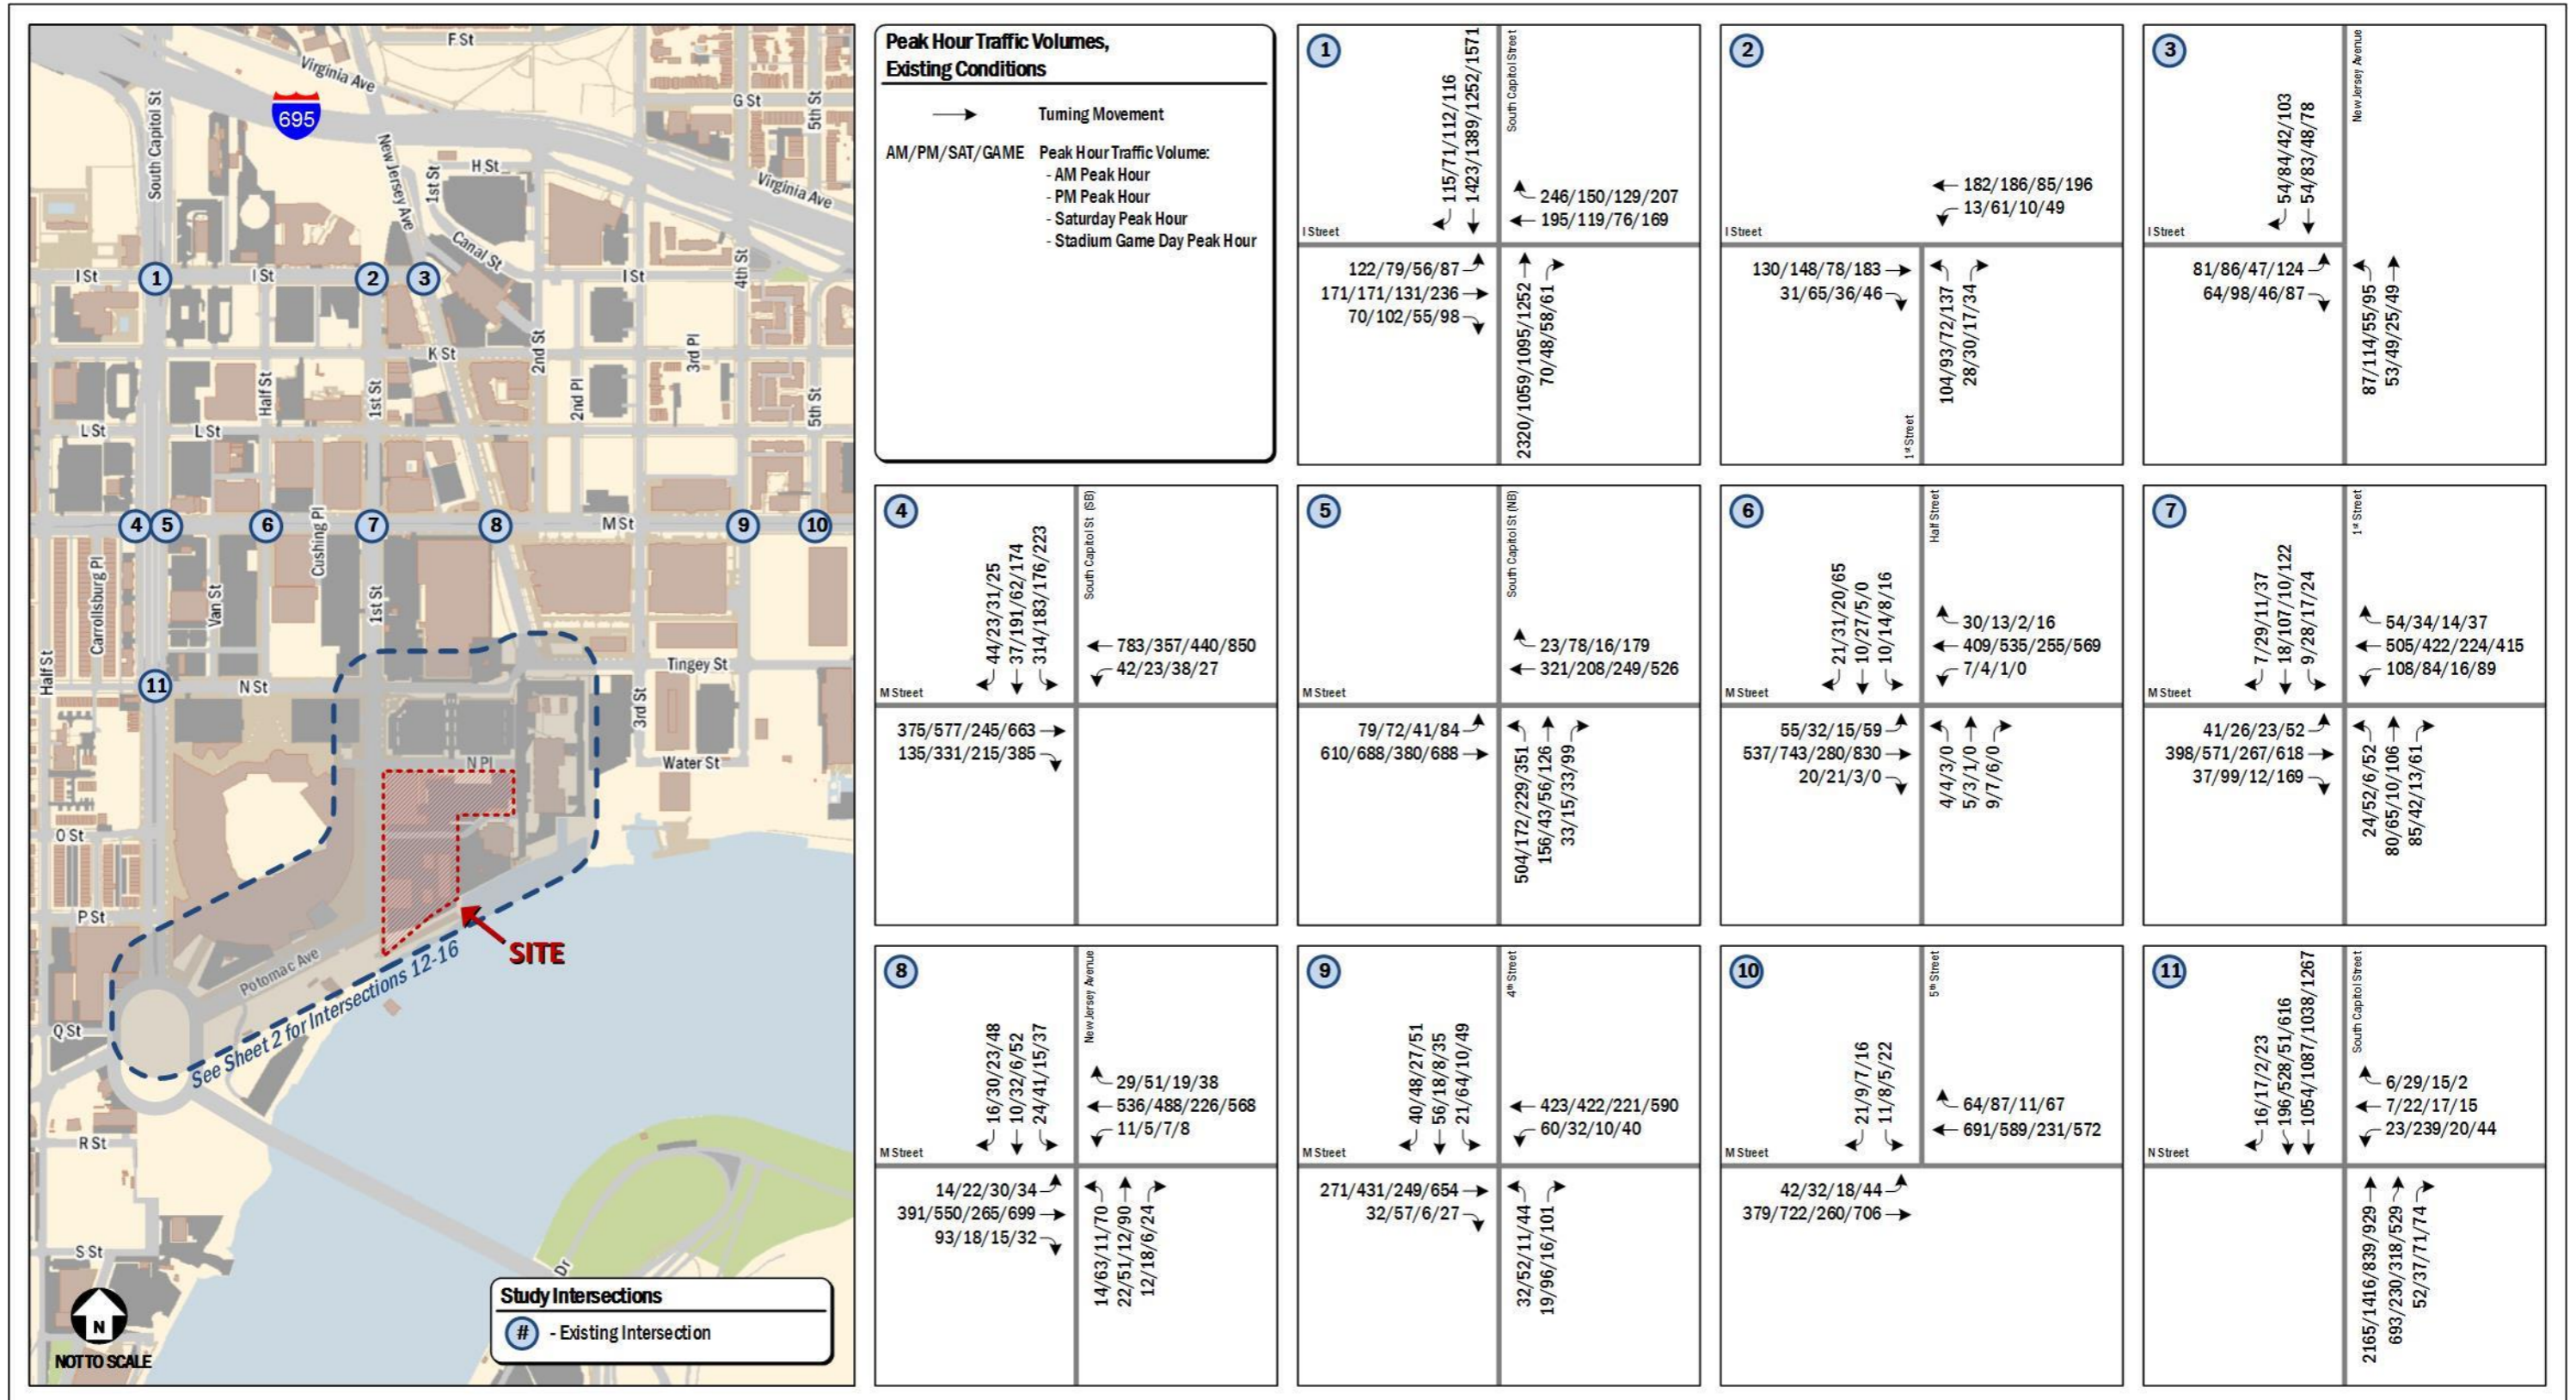 F St
Virginia Ave
South Capitol St
695
G St
5th St
New Jersey Ave
1st St
H St
Virginia Ave
Canal St
4th St
I St
1
I St
2
3
I St
K St
2nd St
3rd Pl
Half St
1st St
2nd Pl
5th St
L St
L St
4
5
6
Cushing Pl
7
8
M St
9
10
Carrollsburg Pl
Van St
1st St
Half St
11
N St
Tingey St
3rd St
N Pl
Water St
O St
P St
SITE
Potomac Ave
See Sheet 2 for Intersections 12-16
Q St
R St
S St
Dr
N
NOT TO SCALE
Study Intersections
# - Existing Intersection
Peak Hour Traffic Volumes,
Existing Conditions
Turning Movement
AM/PM/SAT/GAME Peak Hour Traffic Volume:
- AM Peak Hour
- PM Peak Hour
- Saturday Peak Hour
- Stadium Game Day Peak Hour
1
South Capitol Street
115/71/112/116
1423/1389/1252/1571
246/150/129/207
195/119/76/169
I Street
122/79/56/87
171/171/131/236
70/102/55/98
2320/1059/1095/1252
70/48/58/61
2
182/186/85/196
13/61/10/49
I Street
130/148/78/183
31/65/36/46
104/93/72/137
28/30/17/34
1st Street
3
New Jersey Avenue
54/84/42/103
54/83/48/78
I Street
81/86/47/124
64/98/46/87
87/114/55/95
53/49/25/49
4
South Capitol St (SB)
44/23/31/25
37/191/62/174
314/183/176/223
783/357/440/850
42/23/38/27
M Street
375/577/245/663
135/331/215/385
5
South Capitol St (NB)
23/78/16/179
321/208/249/526
M Street
79/72/41/84
610/688/380/688
504/172/229/351
156/43/56/126
33/15/33/99
6
Half Street
21/31/20/65
10/27/5/0
10/14/8/16
30/13/2/16
409/535/255/569
7/4/1/0
M Street
55/32/15/59
537/743/280/830
20/21/3/0
4/4/3/0
5/3/1/0
9/7/6/0
7
1st Street
7/29/11/37
18/107/10/122
9/28/17/24
54/34/14/37
505/422/224/415
108/84/16/89
M Street
41/26/23/52
398/571/267/618
37/99/12/169
24/52/6/52
80/65/10/106
85/42/13/61
8
New Jersey Avenue
16/30/23/48
10/32/6/52
24/41/15/37
29/51/19/38
536/488/226/568
11/5/7/8
M Street
14/22/30/34
391/550/265/699
93/18/15/32
14/63/11/70
22/51/12/90
12/18/6/24
9
4th Street
40/48/27/51
56/18/8/35
21/64/10/49
423/422/221/590
60/32/10/40
M Street
271/431/249/654
32/57/6/27
32/52/11/44
19/96/16/101
10
5th Street
21/9/7/16
11/8/5/22
64/87/11/67
691/589/231/572
M Street
42/32/18/44
379/722/260/706
11
South Capitol Street
16/17/2/23
196/528/51/616
1054/1087/1038/1267
6/29/15/2
7/22/17/15
23/239/20/44
N Street
2165/1416/839/929
693/230/318/529
52/37/71/74